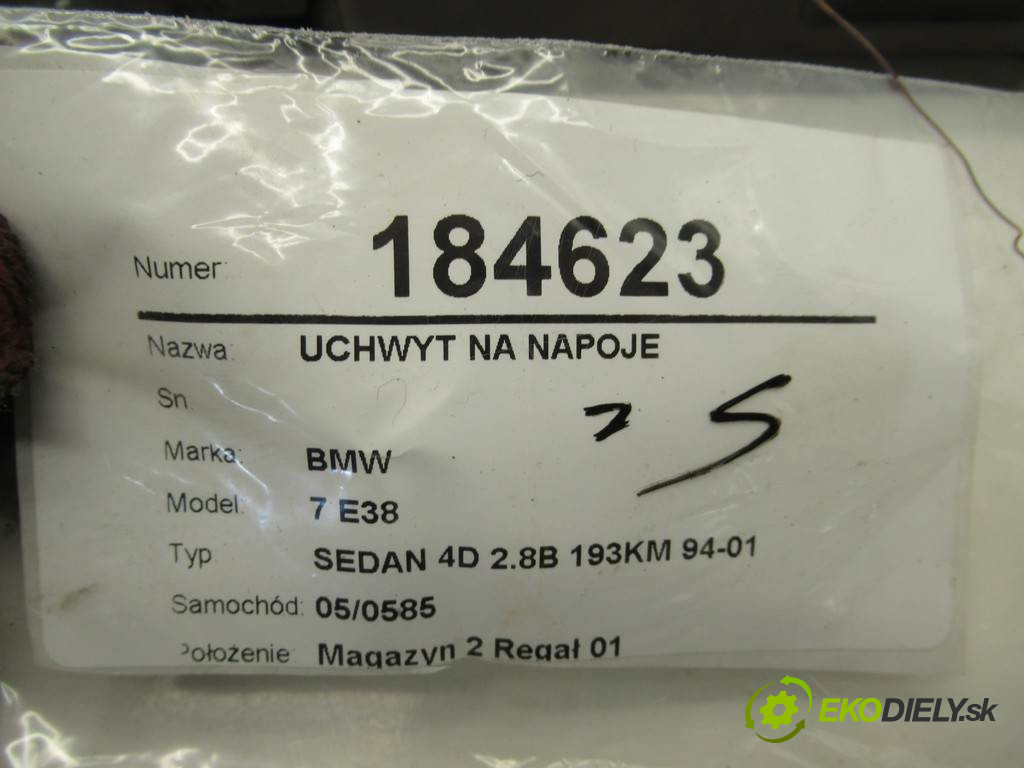 Numer: 184623
Nazwa: UCHWYT NA NAPOJE
Sn:
Marka: BMW
Model: 7 E38
Typ: SEDAN 4D 2.8B 193KM 94-01
Samochód: 05/0585
Położenie: Magazyn 2 Regał 01
EKODIELY.sk